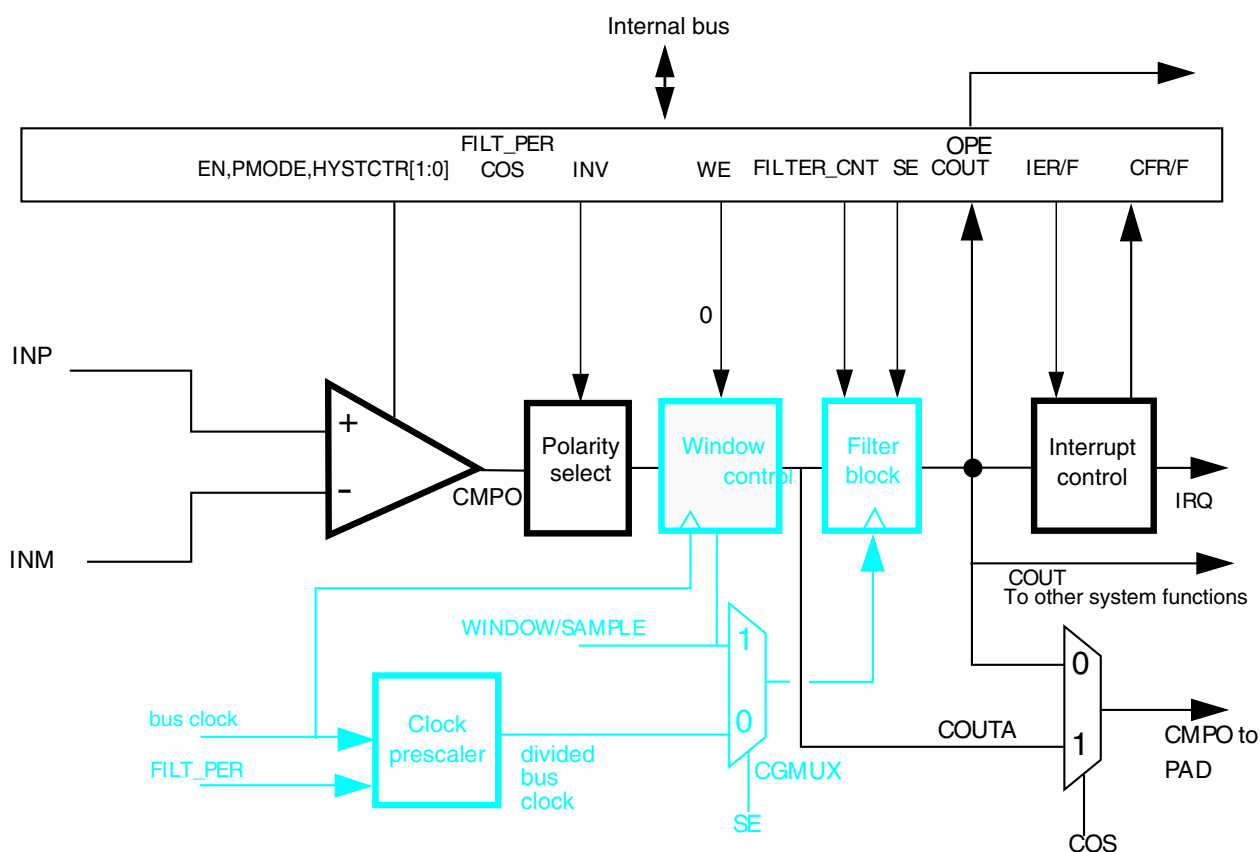 Internal bus
FILT_PER
OPE
EN,PMODE,HYSTCTR[1:0]
COS
INV
WE
FILTER_CNT
SE
COUT
IER/F
CFR/F
0
INP
+
-
INM
CMPO
Polarity
select
Window
control
Filter
block
Interrupt
control
IRQ
COUT
To other system functions
WINDOW/SAMPLE
1
0
bus clock
FILT_PER
Clock
prescaler
divided
bus
clock
CGMUX
SE
COUTA
0
1
CMPO to
PAD
COS